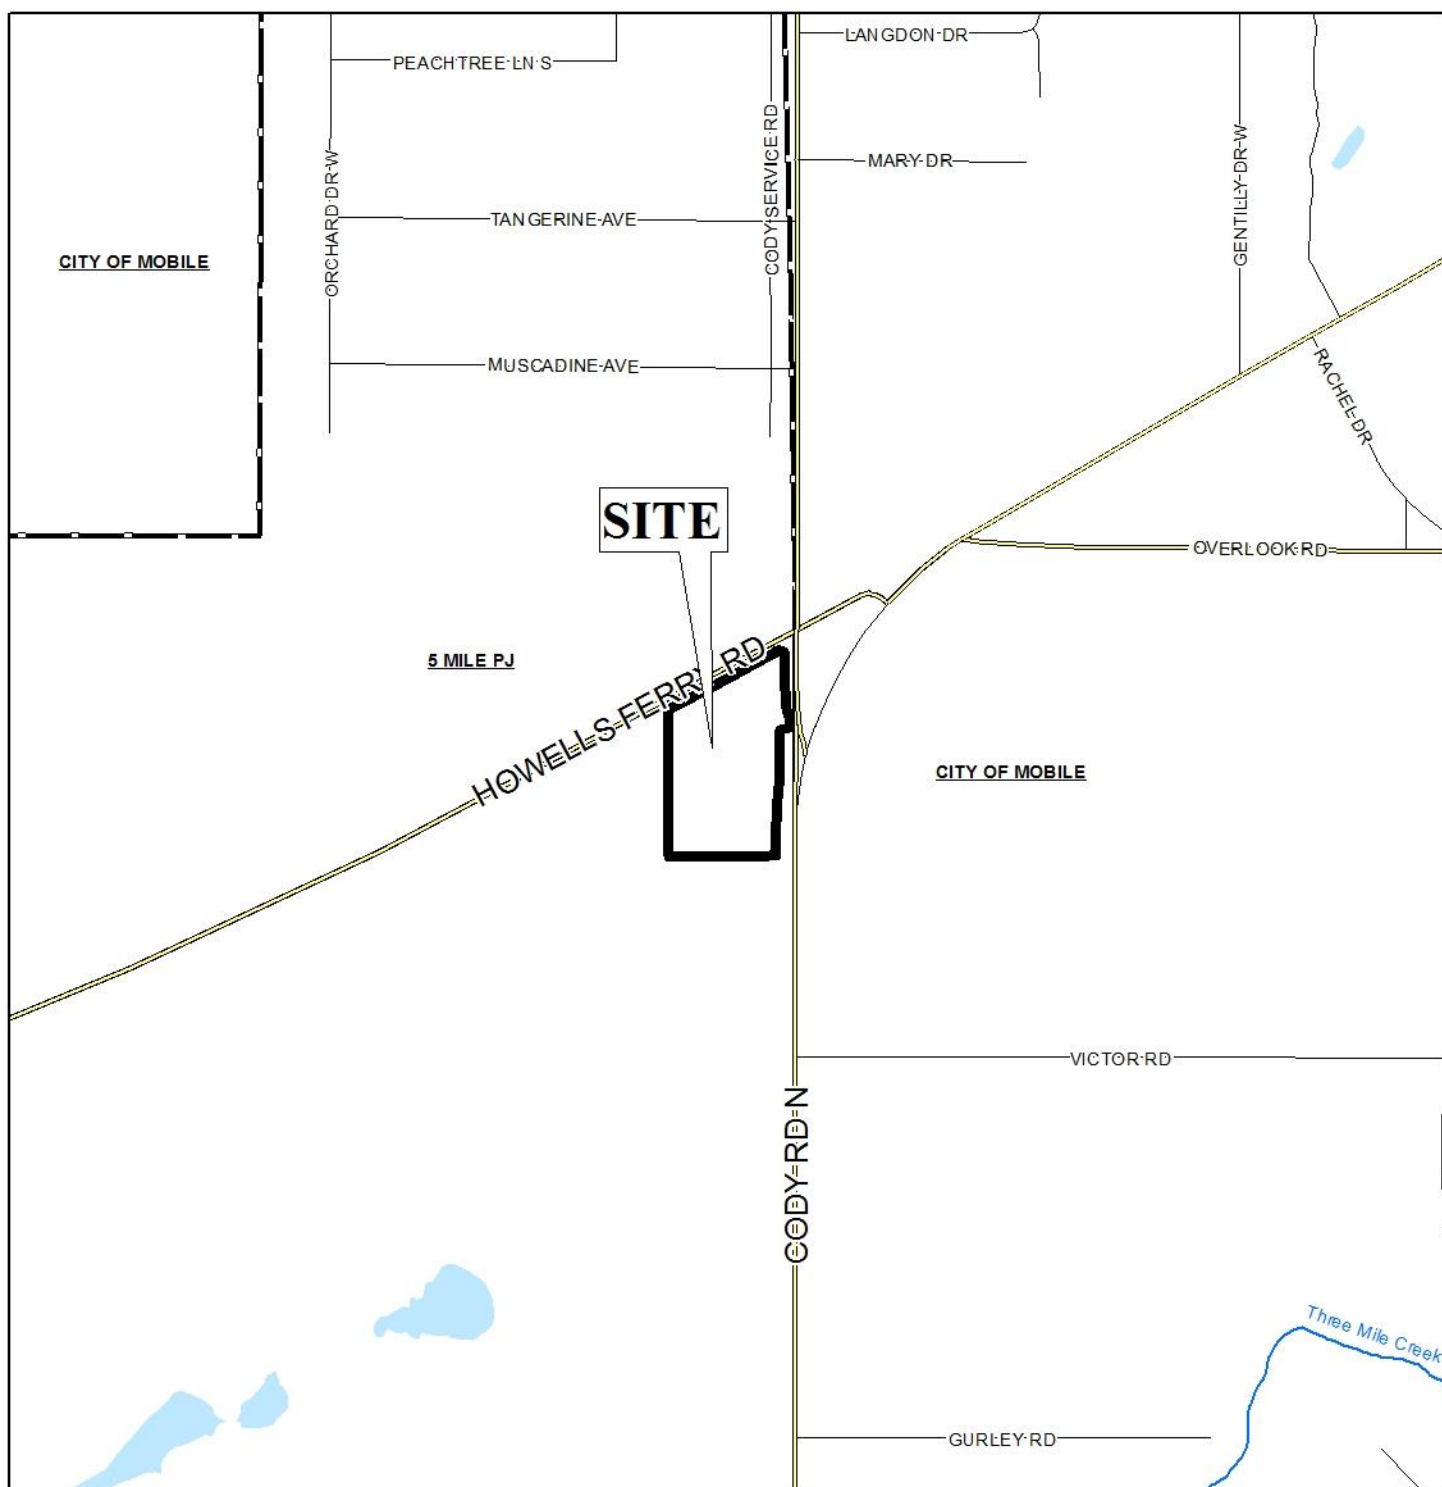 LANGDON DR
PEACHTREE LN S
CODY SERVICE RD
MARY DR
GENTILLY DR W
ORCHARD DR W
TANGERINE AVE
CITY OF MOBILE
MUSCADINE AVE
RACHEL DR
SITE
OVERLOOK RD
5 MILE PJ
HOWELLS FERRY RD
CITY OF MOBILE
VICTOR RD
CODY RD N
Three Mile Creek
GURLEY RD